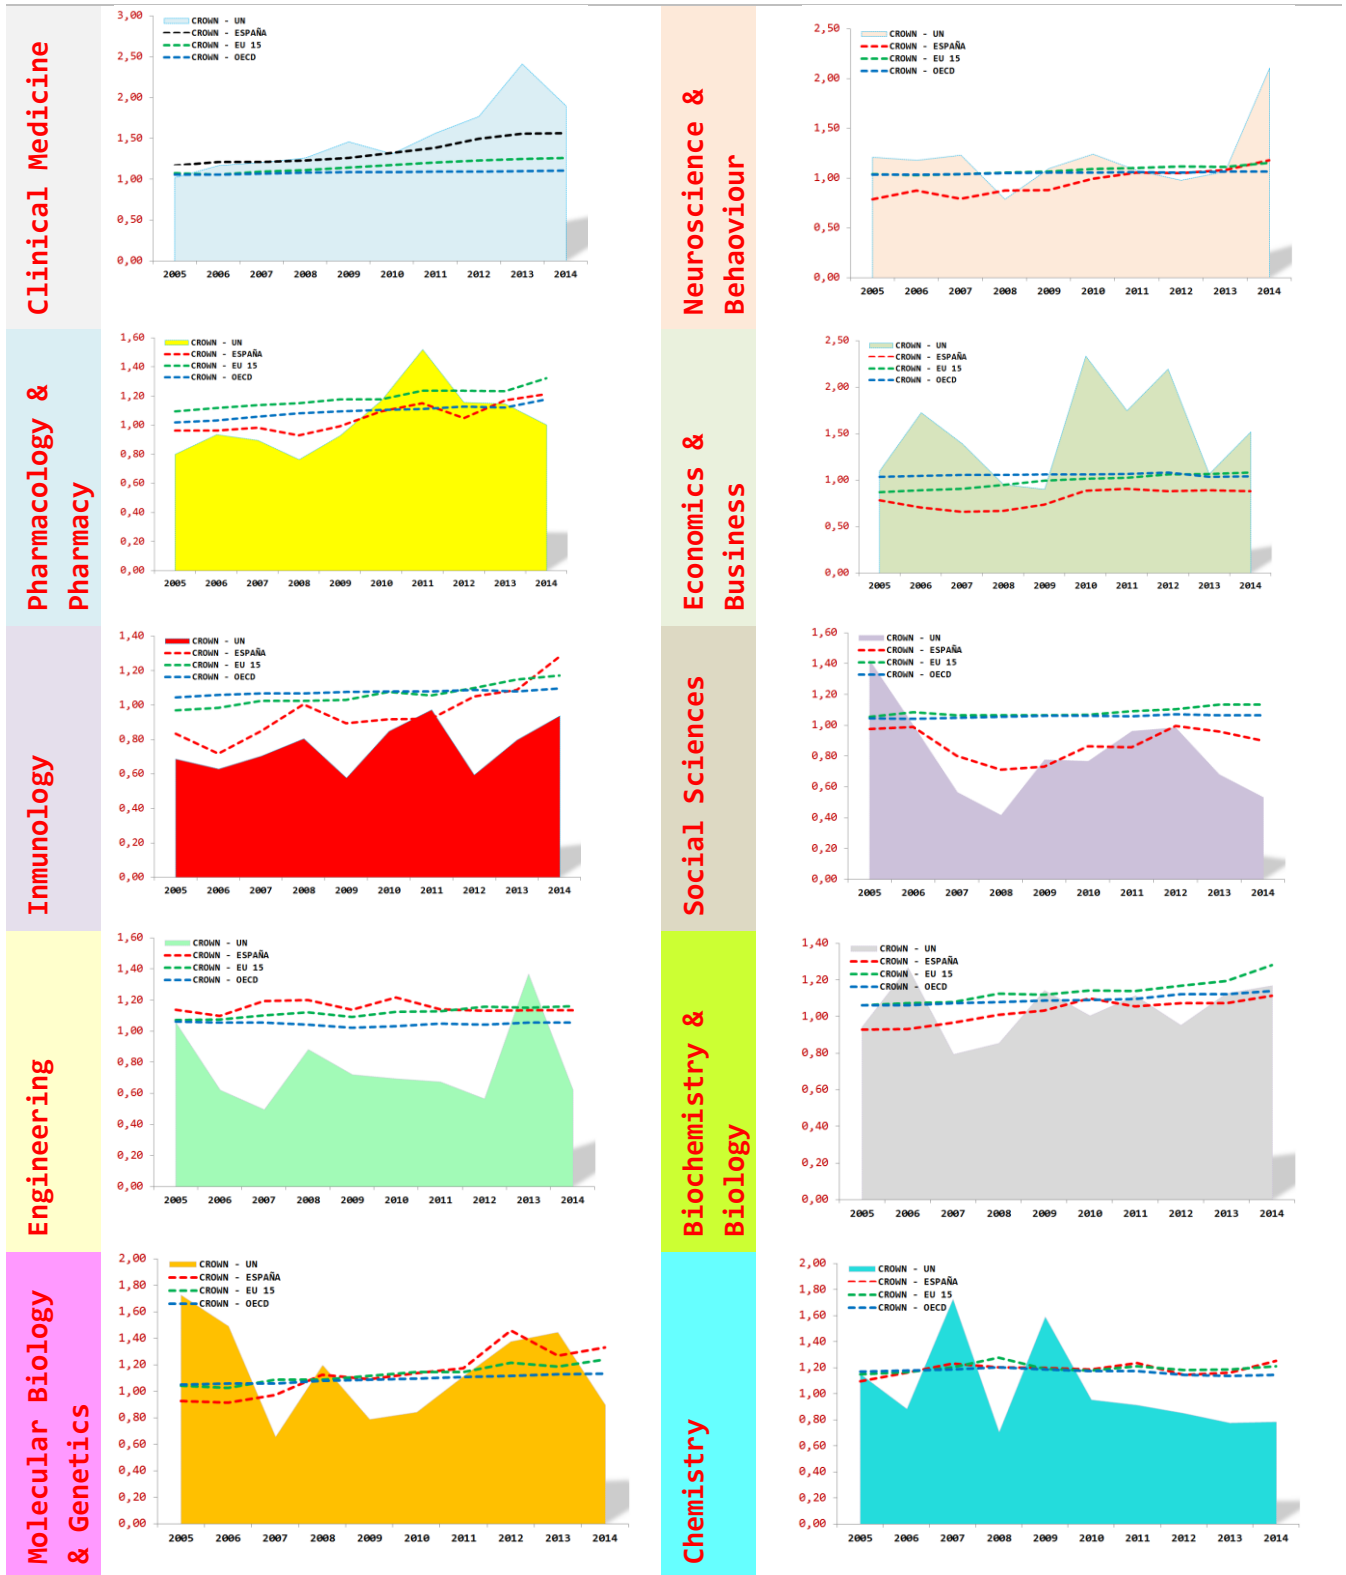 Clinical Medicine
3,00
2,50
2,00
1,50
1,00
0,50
0,00
CROWN - UN
CROWN - ESPAÑA
CROWN - EU 15
CROWN - OECD
2005 2006 2007 2008 2009 2010 2011 2012 2013 2014
Neuroscience &
Behaoviour
2,50
2,00
1,50
1,00
0,50
0,00
CROWN - UN
CROWN - ESPAÑA
CROWN - EU 15
CROWN - OECD
2005 2006 2007 2008 2009 2010 2011 2012 2013 2014
Pharmacology &
Pharmacy
1,60
1,40
1,20
1,00
0,80
0,60
0,40
0,20
0,00
CROWN - UN
CROWN - ESPAÑA
CROWN - EU 15
CROWN - OECD
2005 2006 2007 2008 2009 2010 2011 2012 2013 2014
Economics &
Business
2,50
2,00
1,50
1,00
0,50
0,00
CROWN - UN
CROWN - ESPAÑA
CROWN - EU 15
CROWN - OECD
2005 2006 2007 2008 2009 2010 2011 2012 2013 2014
Inmunology
1,40
1,20
1,00
0,80
0,60
0,40
0,20
0,00
CROWN - UN
CROWN - ESPAÑA
CROWN - EU 15
CROWN - OECD
2005 2006 2007 2008 2009 2010 2011 2012 2013 2014
Social Sciences
1,60
1,40
1,20
1,00
0,80
0,60
0,40
0,20
0,00
CROWN - UN
CROWN - ESPAÑA
CROWN - EU 15
CROWN - OECD
2005 2006 2007 2008 2009 2010 2011 2012 2013 2014
Engineering
1,60
1,40
1,20
1,00
0,80
0,60
0,40
0,20
0,00
CROWN - UN
CROWN - ESPAÑA
CROWN - EU 15
CROWN - OECD
2005 2006 2007 2008 2009 2010 2011 2012 2013 2014
Biochemistry &
Biology
1,40
1,20
1,00
0,80
0,60
0,40
0,20
0,00
CROWN - UN
CROWN - ESPAÑA
CROWN - EU 15
CROWN - OECD
2005 2006 2007 2008 2009 2010 2011 2012 2013 2014
Molecular Biology
& Genetics
2,00
1,80
1,60
1,40
1,20
1,00
0,80
0,60
0,40
0,20
0,00
CROWN - UN
CROWN - ESPAÑA
CROWN - EU 15
CROWN - OECD
2005 2006 2007 2008 2009 2010 2011 2012 2013 2014
Chemistry
2,00
1,80
1,60
1,40
1,20
1,00
0,80
0,60
0,40
0,20
0,00
CROWN - UN
CROWN - ESPAÑA
CROWN - EU 15
CROWN - OECD
2005 2006 2007 2008 2009 2010 2011 2012 2013 2014